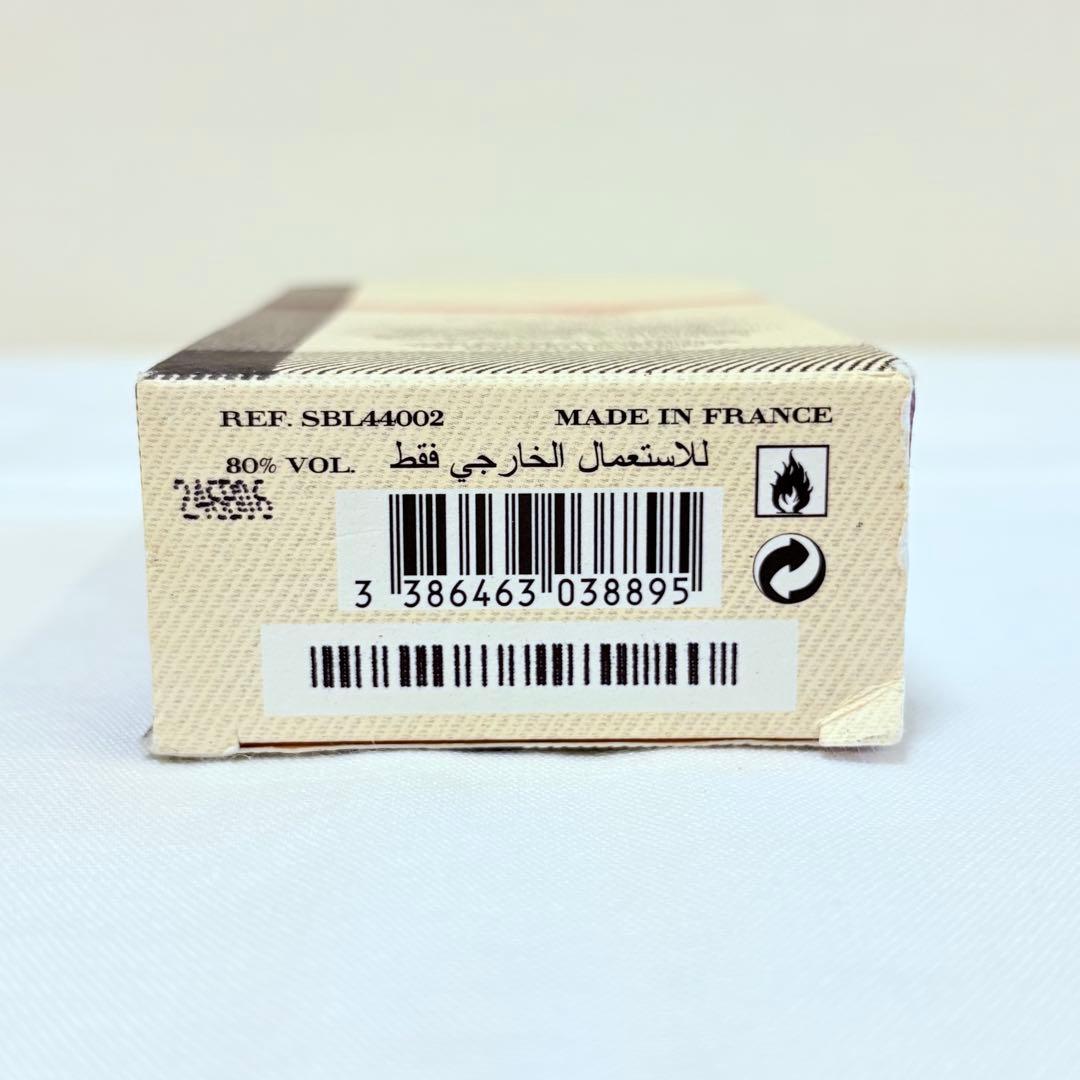 REF. SBL44002 MADE IN FRANCE
80% VOL. للاستعمال الخارجي فقط
3 386463 038895